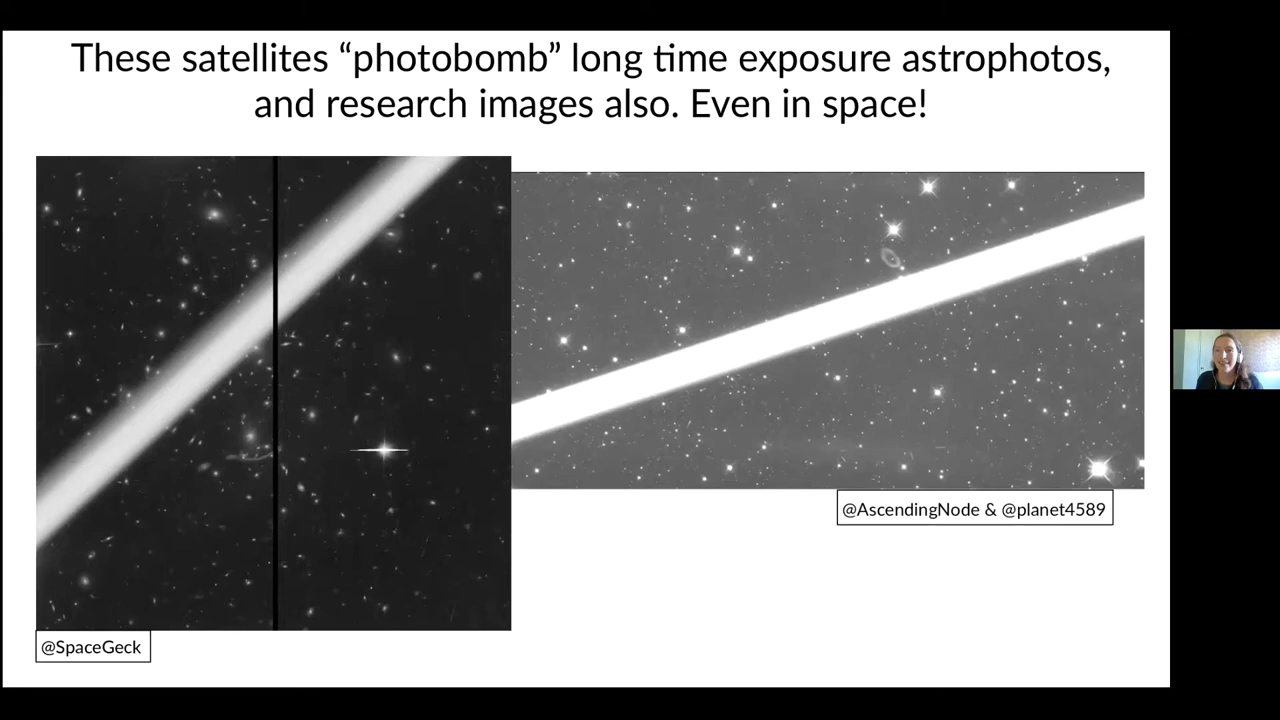 These satellites “photobomb” long time exposure astrophotos,
and research images also. Even in space!
@AscendingNode & @planet4589
@SpaceGeck